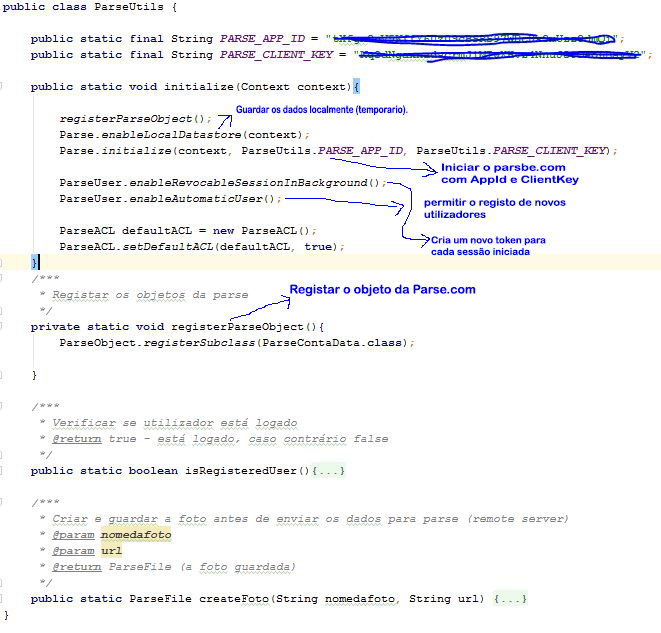 public class ParseUtils {
public static final String PARSE_APP_ID = "
public static final String PARSE_CLIENT_KEY = "
public static void initialize(Context context){
Guardar os dados localmente (temporario).
registerParseObject();
Parse.enableLocalDatastore(context);
Parse.initialize(context, ParseUtils.PARSE_APP_ID, ParseUtils.PARSE_CLIENT_KEY);
Iniciar o parsbe.com
com AppId e ClientKey
ParseUser.enableRevocableSessionInBackground();
ParseUser.enableAutomaticUser();
permitir o registo de novos
utilizadores
ParseACL defaultACL = new ParseACL();
ParseACL.setDefaultACL(defaultACL, true);
Cria um novo token para
cada sessão iniciada
}
/***
* Registar os objetos da parse
*/
Registar o objeto da Parse.com
private static void registerParseObject(){
ParseObject.registerSubclass(ParseContaData.class);
}
/***
* Verificar se utilizador está logado
* @return true - está logado, caso contrário false
*/
public static boolean isRegisteredUser(){...}
/***
* Criar e guardar a foto antes de enviar os dados para parse (remote server)
* @param nomedafoto
* @param url
* @return ParseFile (a foto guardada)
*/
public static ParseFile createFoto(String nomedafoto, String url) {...}
}